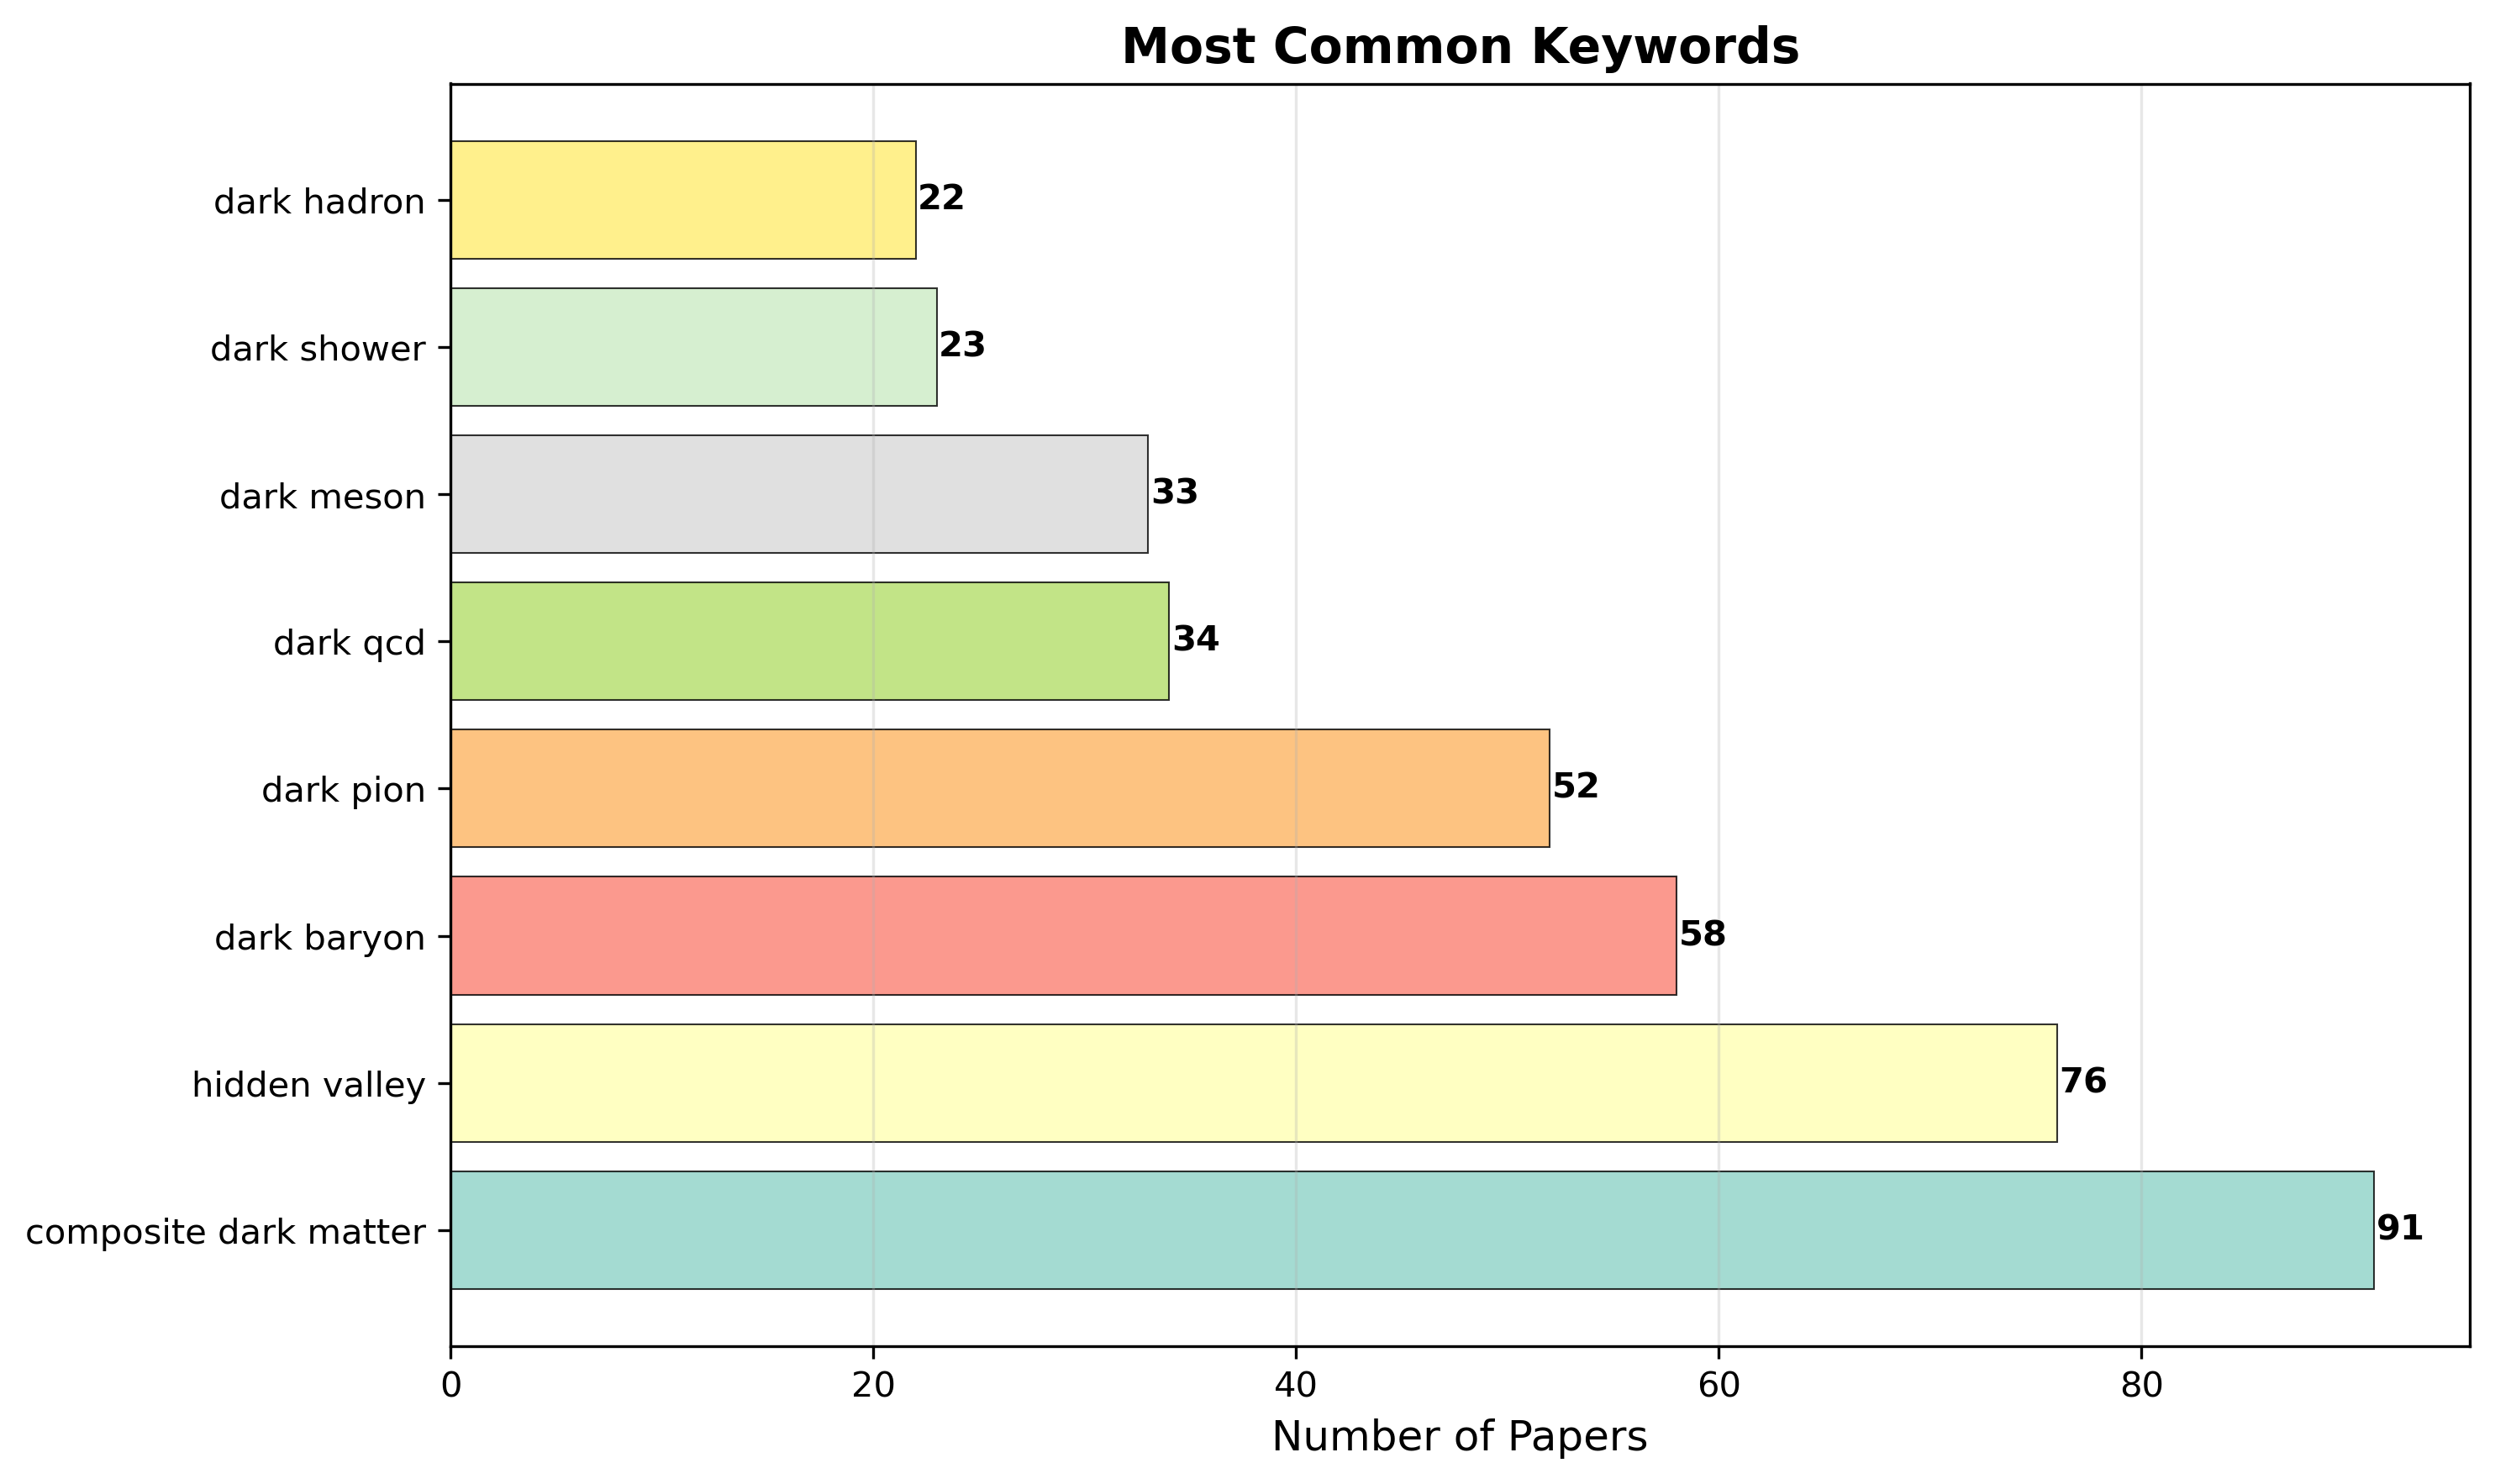 Most Common Keywords
dark hadron 22
dark shower 23
dark meson 33
dark qcd 34
dark pion 52
dark baryon 58
hidden valley 76
composite dark matter 91
0 20 40 60 80
Number of Papers